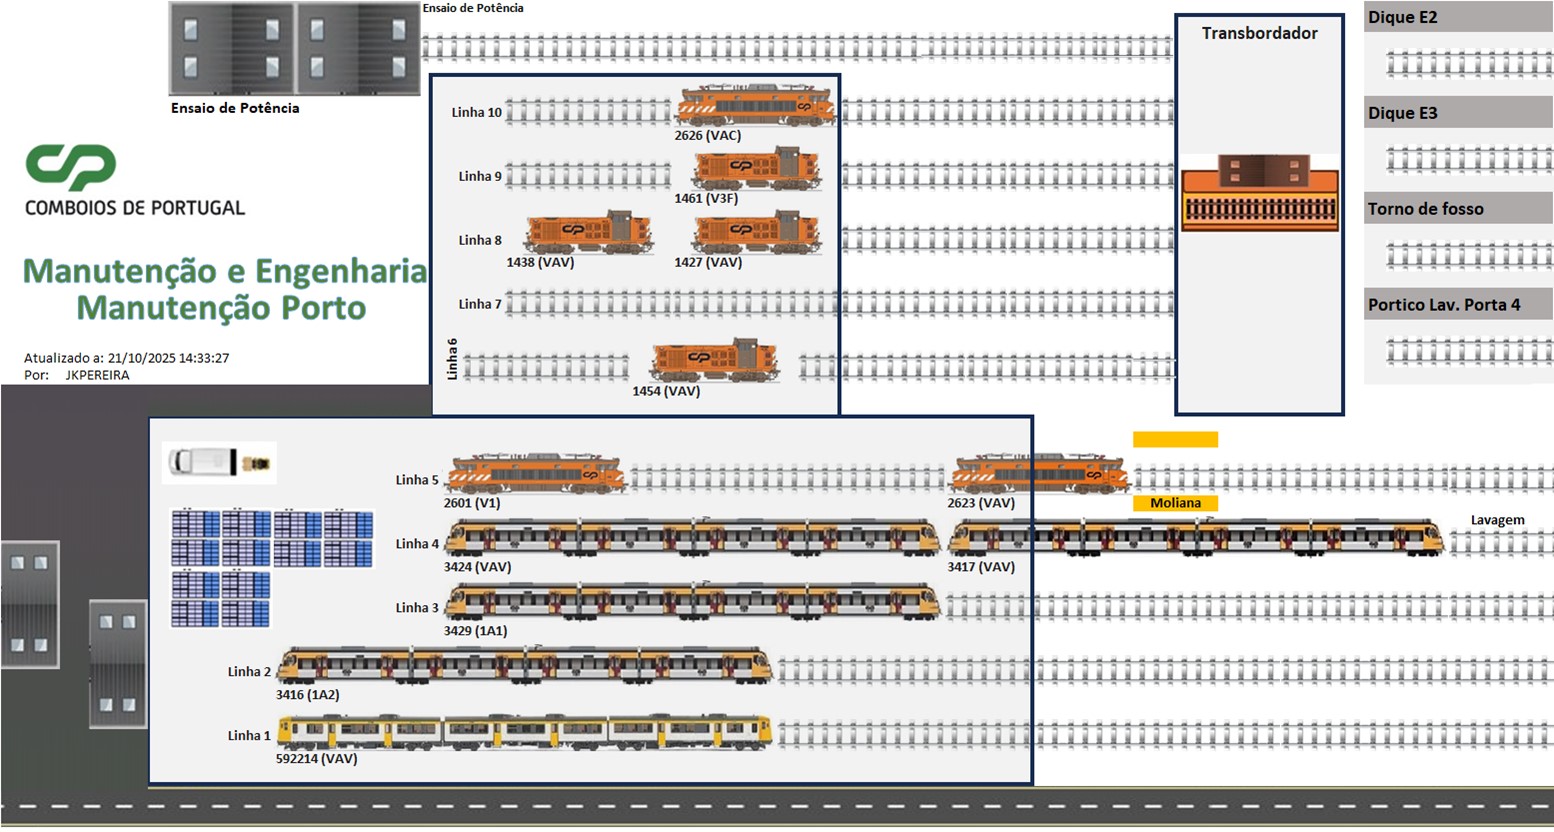 Ensaio de Potência
Ensaio de Potência
CP
COMBOIOS DE PORTUGAL
Manutenção e Engenharia
Manutenção Porto
Atualizado a: 21/10/2025 14:33:27
Por: JKPEREIRA
Linha 10
2626 (VAC)
Linha 9
1461 (V3F)
Linha 8
1438 (VAV)
1427 (VAV)
Linha 7
Linha 6
1454 (VAV)
Transbordador
Dique E2
Dique E3
Torno de fosso
Portico Lav. Porta 4
Linha 5
2601 (V1)
2623 (VAV)
Moliana
Linha 4
3424 (VAV)
3417 (VAV)
Lavagem
Linha 3
3429 (1A1)
Linha 2
3416 (1A2)
Linha 1
592214 (VAV)